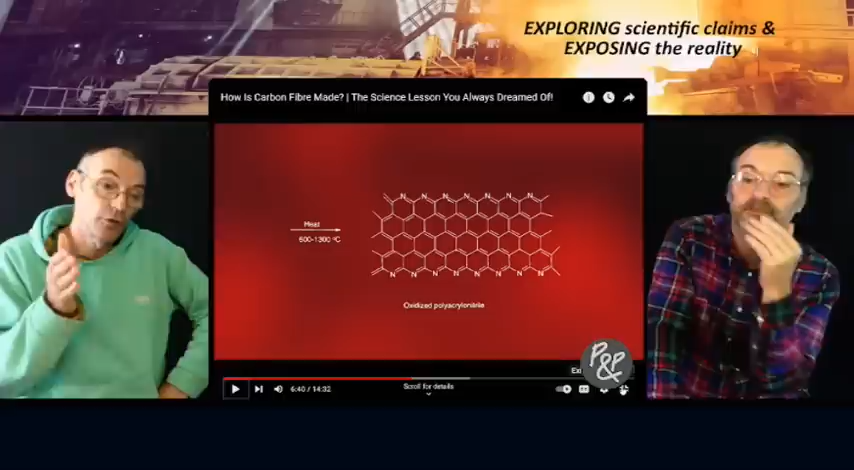 EXPLORING scientific claims &
EXPOSING the reality
How Is Carbon Fibre Made? | The Science Lesson You Always Dreamed Of!
N N N N N N N
Heat
600-1300 °C
N N N N N N N N
Oxidized polyacrylonitrile
P&P
6:40 / 14:32
Scroll for details